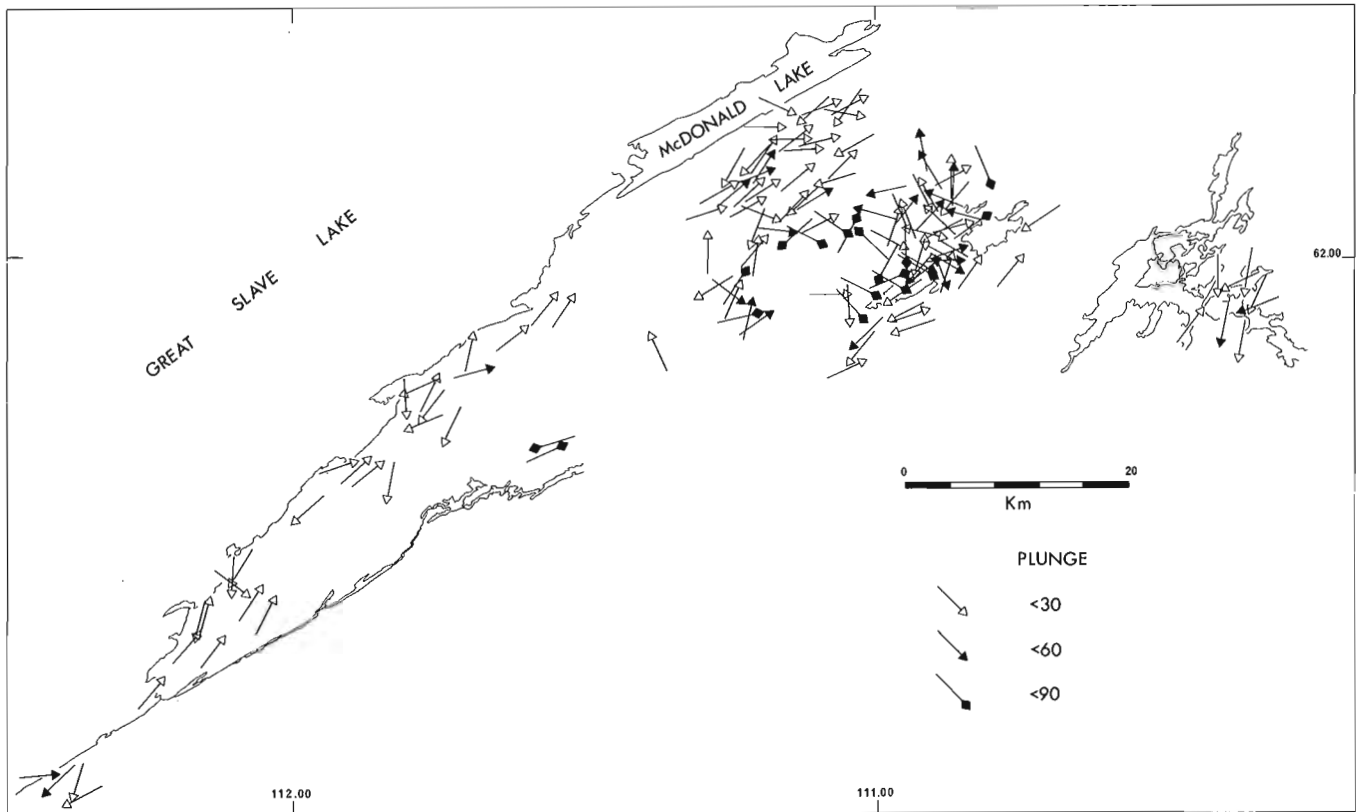 McDONALD LAKE
GREAT SLAVE LAKE
62.00
0 20
Km
PLUNGE
<30
<60
<90
112.00 111.00